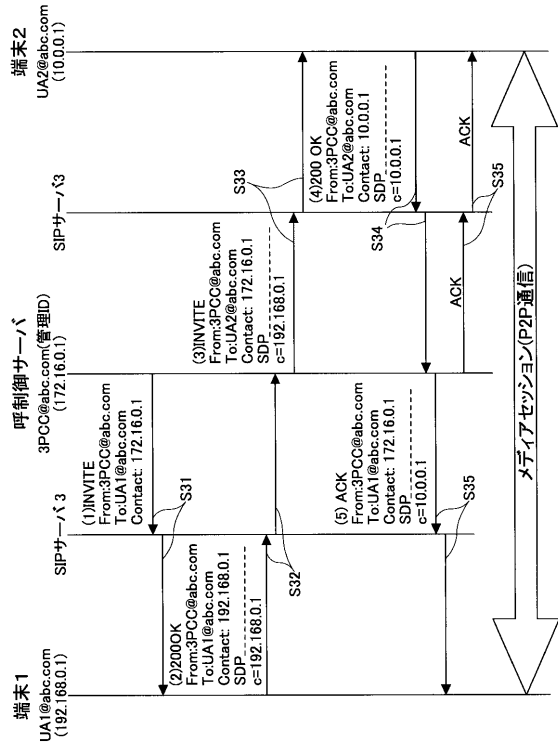 端末1
UA1@abc.com
(192.168.0.1)
SIPサーバ3
呼制御サーバ
3PCC@abc.com(管理ID)
(172.16.0.1)
SIPサーバ3
端末2
UA2@abc.com
(10.0.0.1)
(1)INVITE
From:3PCC@abc.com
To:UA1@abc.com
Contact: 172.16.0.1
S31
(2)200OK
From:3PCC@abc.com
To:UA1@abc.com
Contact: 192.168.0.1
SDP
c=192.168.0.1
S32
(3)INVITE
From:3PCC@abc.com
To:UA2@abc.com
Contact: 172.16.0.1
SDP
c=192.168.0.1
S33
(4)200 OK
From:3PCC@abc.com
To:UA2@abc.com
Contact: 10.0.0.1
SDP
c=10.0.0.1
S34
(5) ACK
From:3PCC@abc.com
To:UA1@abc.com
Contact: 172.16.0.1
SDP
c=10.0.0.1
S35
ACK
ACK
S35
メディアセッション(P2P通信)